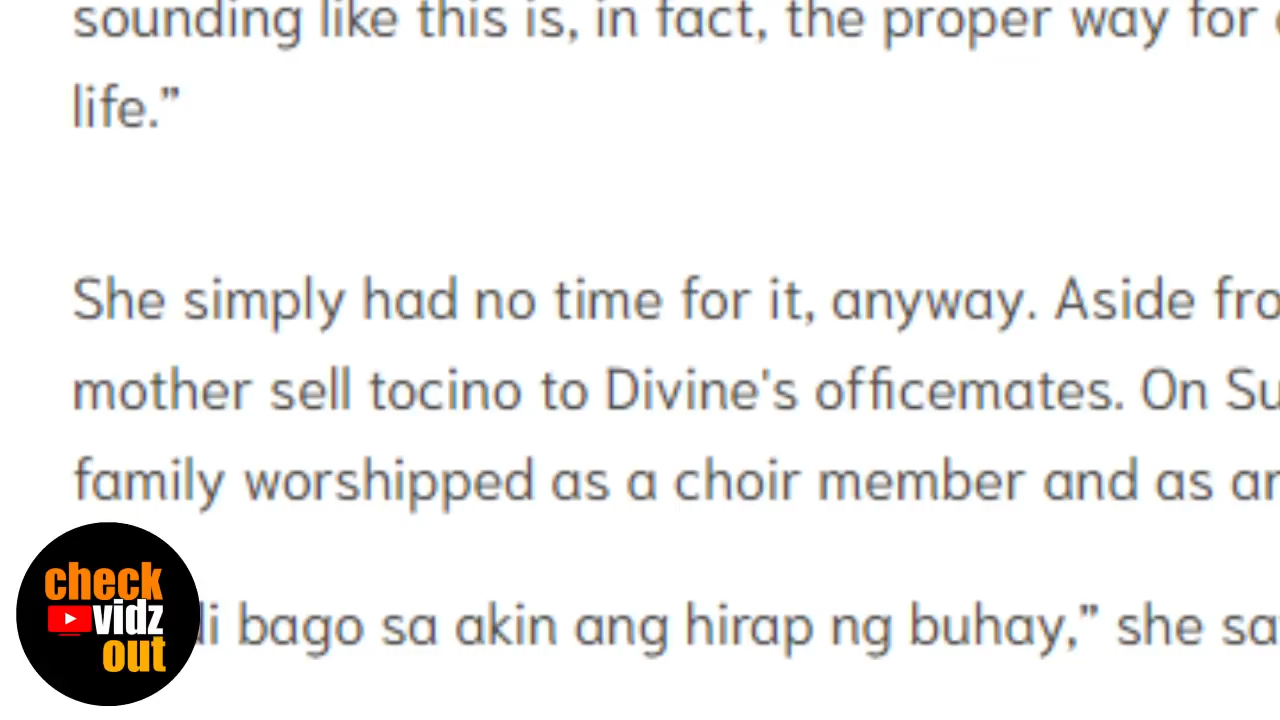 sounding like this is, in fact, the proper way for
life.”
She simply had no time for it, anyway. Aside fro
mother sell tocino to Divine's officemates. On Su
family worshipped as a choir member and as an
di bago sa akin ang hirap ng buhay,” she sa
check
vidz
out